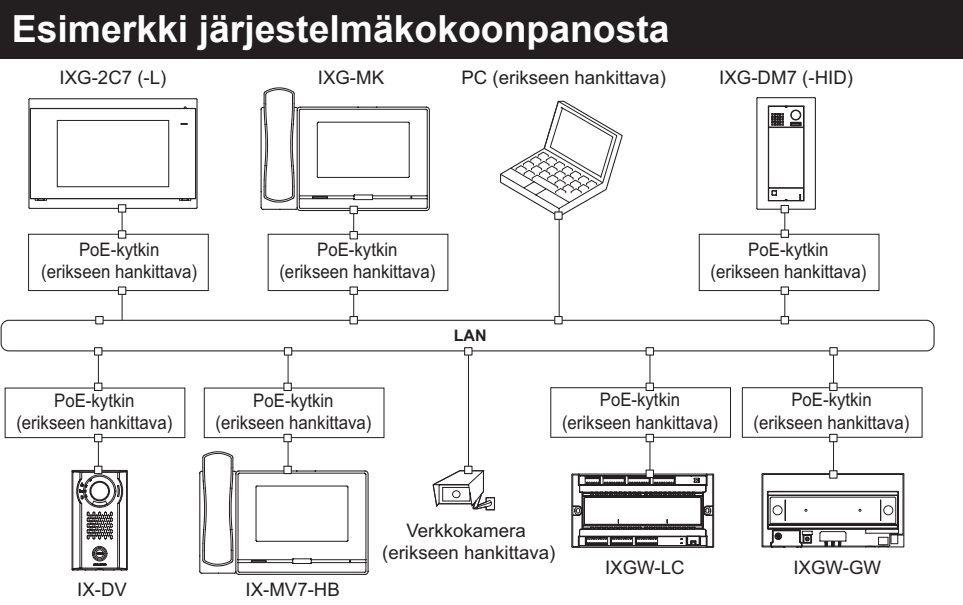 Esimerkki järjestelmäkokoonpanosta
IXG-2C7 (-L)
IXG-MK
PC (erikseen hankittava)
IXG-DM7 (-HID)
PoE-kytkin
(erikseen hankittava)
PoE-kytkin
(erikseen hankittava)
PoE-kytkin
(erikseen hankittava)
LAN
PoE-kytkin
(erikseen hankittava)
PoE-kytkin
(erikseen hankittava)
PoE-kytkin
(erikseen hankittava)
PoE-kytkin
(erikseen hankittava)
Verkkokamera
(erikseen hankittava)
IX-DV
IX-MV7-HB
IXGW-LC
IXGW-GW